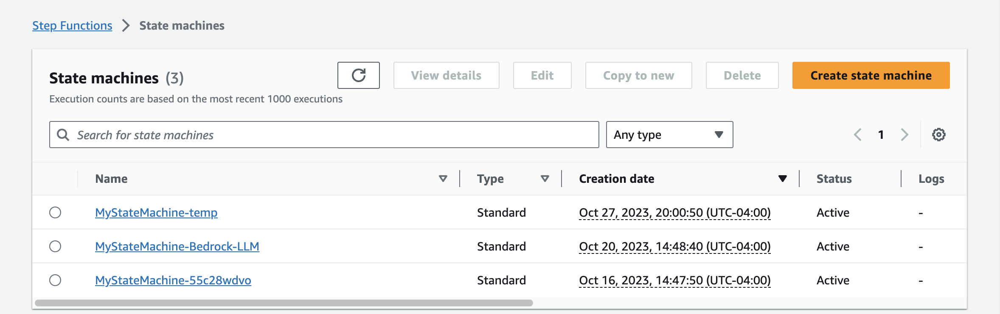 Step Functions > State machines
State machines (3)
View details
Edit
Copy to new
Delete
Create state machine
Execution counts are based on the most recent 1000 executions
Search for state machines
Any type
1
Name Type Creation date Status Logs
MyStateMachine-temp Standard Oct 27, 2023, 20:00:50 (UTC-04:00) Active -
MyStateMachine-Bedrock-LLM Standard Oct 20, 2023, 14:48:40 (UTC-04:00) Active -
MyStateMachine-55c28wdvo Standard Oct 16, 2023, 14:47:50 (UTC-04:00) Active -